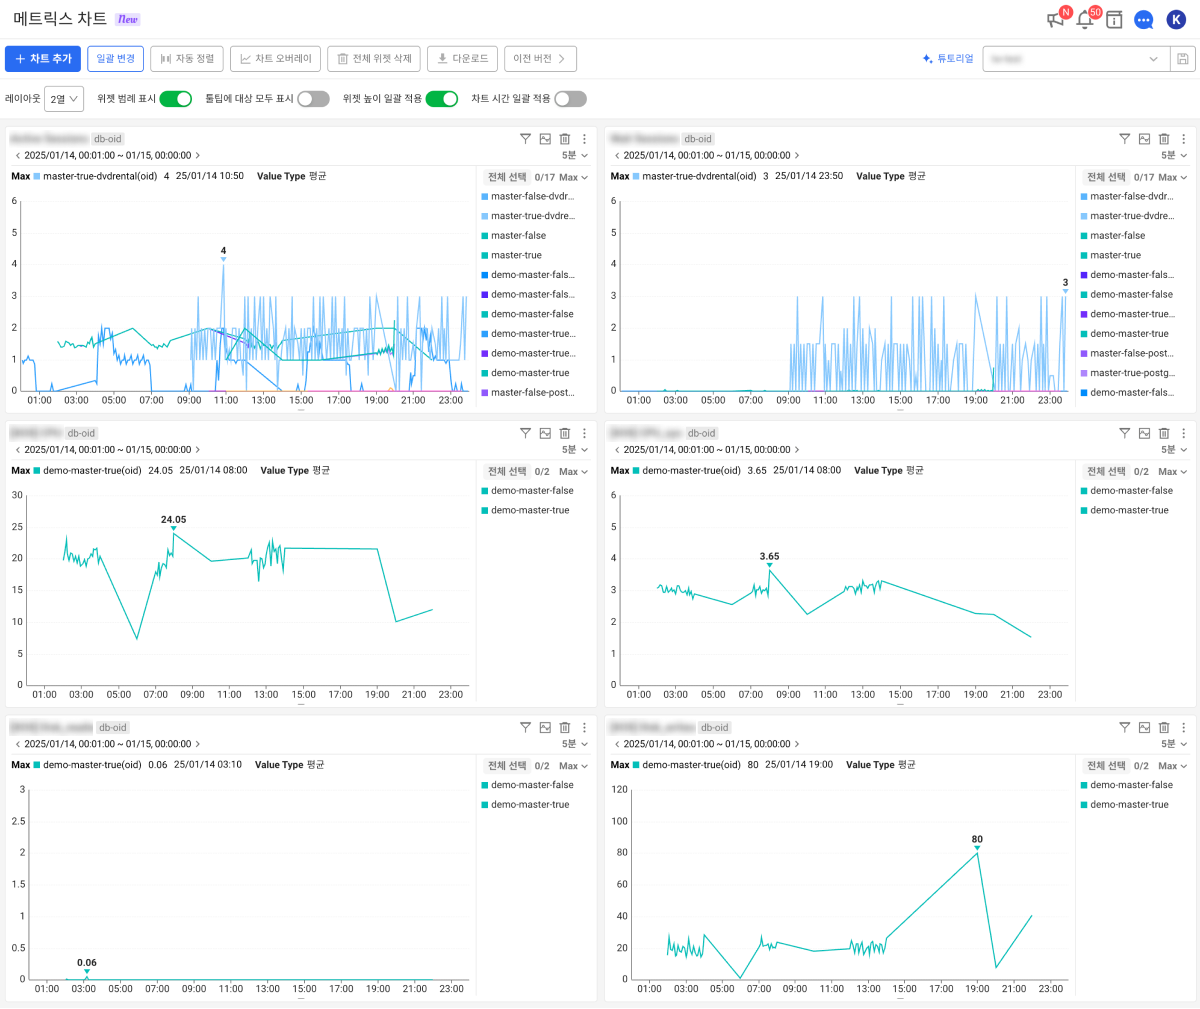 메트릭스 차트 New
N 50 K
+ 차트 추가 일괄 변경 자동 정렬 차트 오버레이 전체 위젯 삭제 다운로드 이전 버전 튜토리얼
레이아웃 2열 위젯 범례 표시 툴팁에 대상 모두 표시 위젯 높이 일괄 적용 차트 시간 일괄 적용
db-oid
2025/01/14, 00:01:00 ~ 01/15, 00:00:00 5분
Max master-true-dvdrental(oid) 4 25/01/14 10:50 Value Type 평균
전체 선택 0/17 Max
master-false-dvdr...
master-true-dvdre...
master-false
master-true
demo-master-fals...
demo-master-fals...
demo-master-false
demo-master-true...
demo-master-true...
demo-master-true
master-false-post...
6
5
4
3
2
1
0
4
01:00 03:00 05:00 07:00 09:00 11:00 13:00 15:00 17:00 19:00 21:00 23:00
db-oid
2025/01/14, 00:01:00 ~ 01/15, 00:00:00 5분
Max master-true-dvdrental(oid) 3 25/01/14 23:50 Value Type 평균
전체 선택 0/17 Max
master-false-dvdr...
master-true-dvdre...
master-false
master-true
demo-master-fals...
demo-master-false
demo-master-true...
demo-master-true
master-false-post...
master-true-postg...
demo-master-fals...
6
5
4
3
2
1
0
3
01:00 03:00 05:00 07:00 09:00 11:00 13:00 15:00 17:00 19:00 21:00 23:00
db-oid
2025/01/14, 00:01:00 ~ 01/15, 00:00:00 5분
Max demo-master-true(oid) 24.05 25/01/14 08:00 Value Type 평균
전체 선택 0/2 Max
demo-master-false
demo-master-true
30
25
20
15
10
5
0
24.05
01:00 03:00 05:00 07:00 09:00 11:00 13:00 15:00 17:00 19:00 21:00 23:00
db-oid
2025/01/14, 00:01:00 ~ 01/15, 00:00:00 5분
Max demo-master-true(oid) 3.65 25/01/14 08:00 Value Type 평균
전체 선택 0/2 Max
demo-master-false
demo-master-true
6
5
4
3
2
1
0
3.65
01:00 03:00 05:00 07:00 09:00 11:00 13:00 15:00 17:00 19:00 21:00 23:00
db-oid
2025/01/14, 00:01:00 ~ 01/15, 00:00:00 5분
Max demo-master-true(oid) 0.06 25/01/14 03:10 Value Type 평균
전체 선택 0/2 Max
demo-master-false
demo-master-true
3
2.5
2
1.5
1
0.5
0
0.06
01:00 03:00 05:00 07:00 09:00 11:00 13:00 15:00 17:00 19:00 21:00 23:00
db-oid
2025/01/14, 00:01:00 ~ 01/15, 00:00:00 5분
Max demo-master-true(oid) 80 25/01/14 19:00 Value Type 평균
전체 선택 0/2 Max
demo-master-false
demo-master-true
120
100
80
60
40
20
0
80
01:00 03:00 05:00 07:00 09:00 11:00 13:00 15:00 17:00 19:00 21:00 23:00